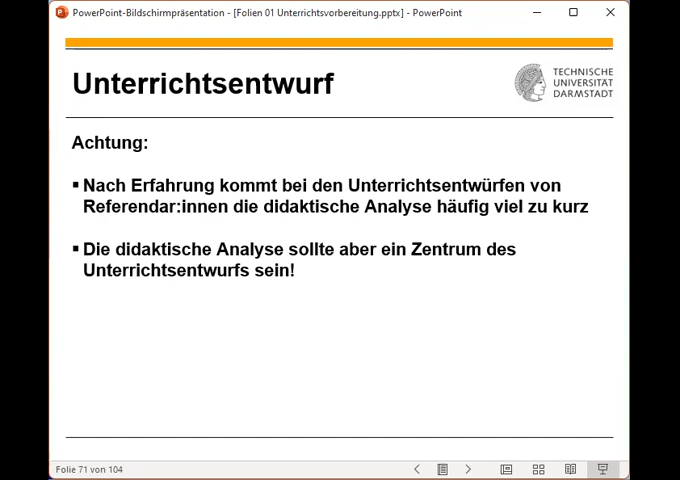 PowerPoint-Bildschirmpräsentation - [Folien 01 Unterrichtsvorbereitung.pptx] - PowerPoint
Unterrichtsentwurf
TECHNISCHE
UNIVERSITÄT
DARMSTADT
Achtung:
▪ Nach Erfahrung kommt bei den Unterrichtsentwürfen von
Referendar:innen die didaktische Analyse häufig viel zu kurz
▪ Die didaktische Analyse sollte aber ein Zentrum des
Unterrichtsentwurfs sein!
Folie 71 von 104